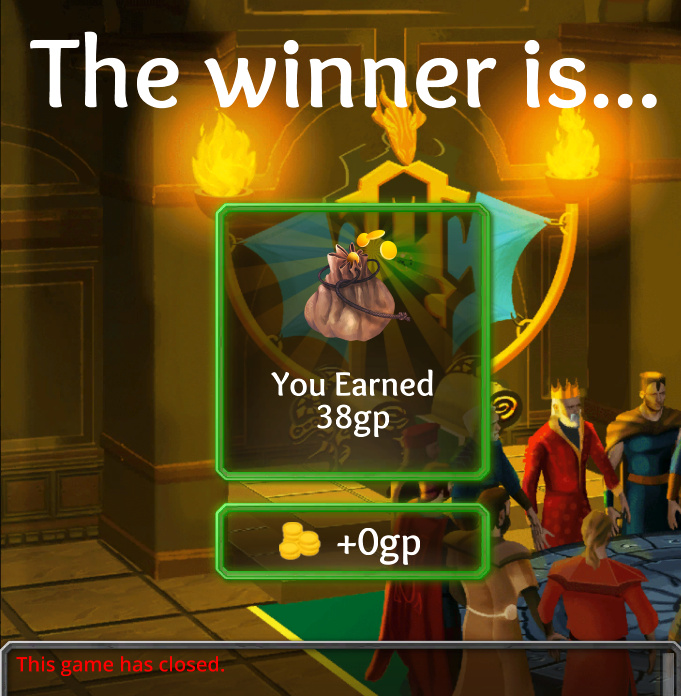 The winner is...
You Earned
38gp
+0gp
This game has closed.